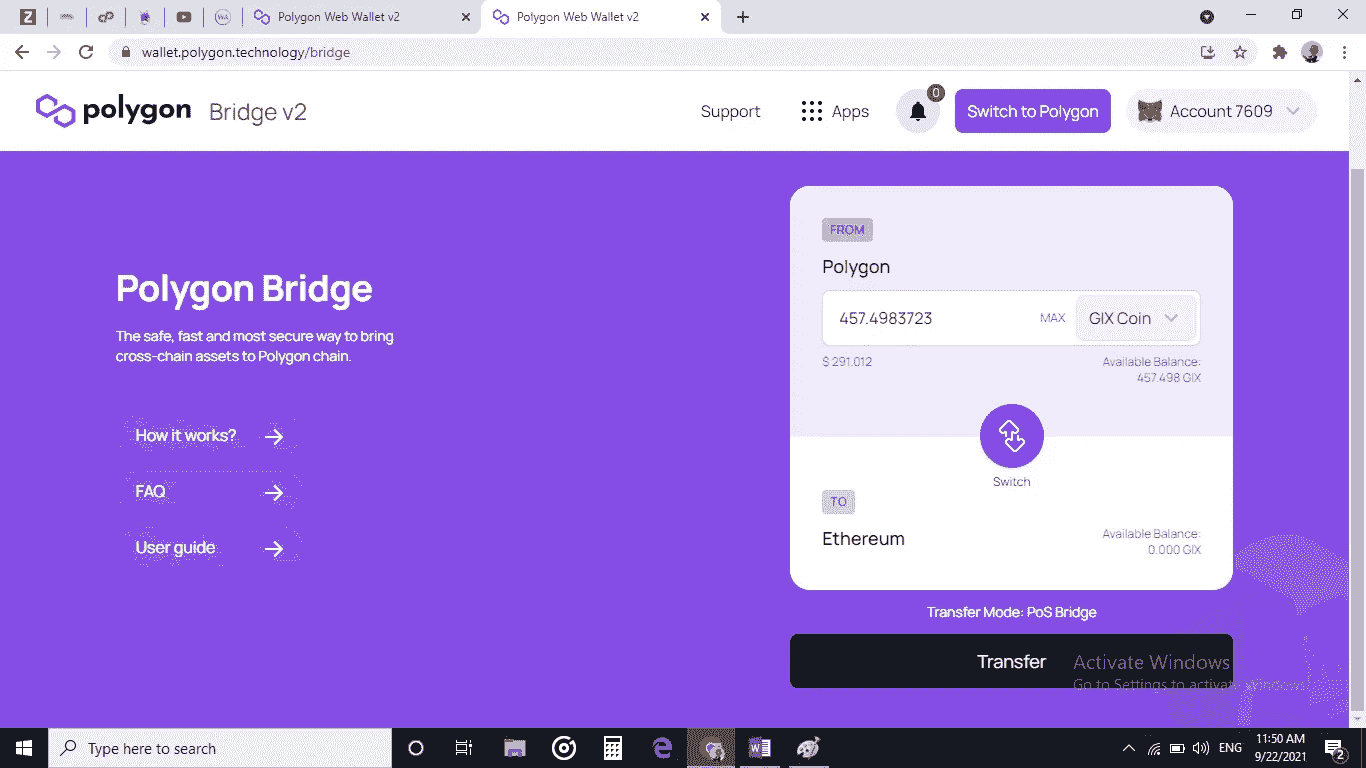 Polygon Web Wallet v2
Polygon Web Wallet v2
wallet.polygon.technology/bridge
polygon Bridge v2
Support
Apps
0
Switch to Polygon
Account 7609
FROM
Polygon
457.4983723 MAX GIX Coin
$ 291.012
Available Balance:
457.498 GIX
Switch
TO
Ethereum
Available Balance:
0.000 GIX
Transfer Mode: PoS Bridge
Transfer
Polygon Bridge
The safe, fast and most secure way to bring
cross-chain assets to Polygon chain.
How it works?
FAQ
User guide
Activate Windows
Go to Settings to activate Windows.
Type here to search
ENG
11:50 AM
9/22/2021
2